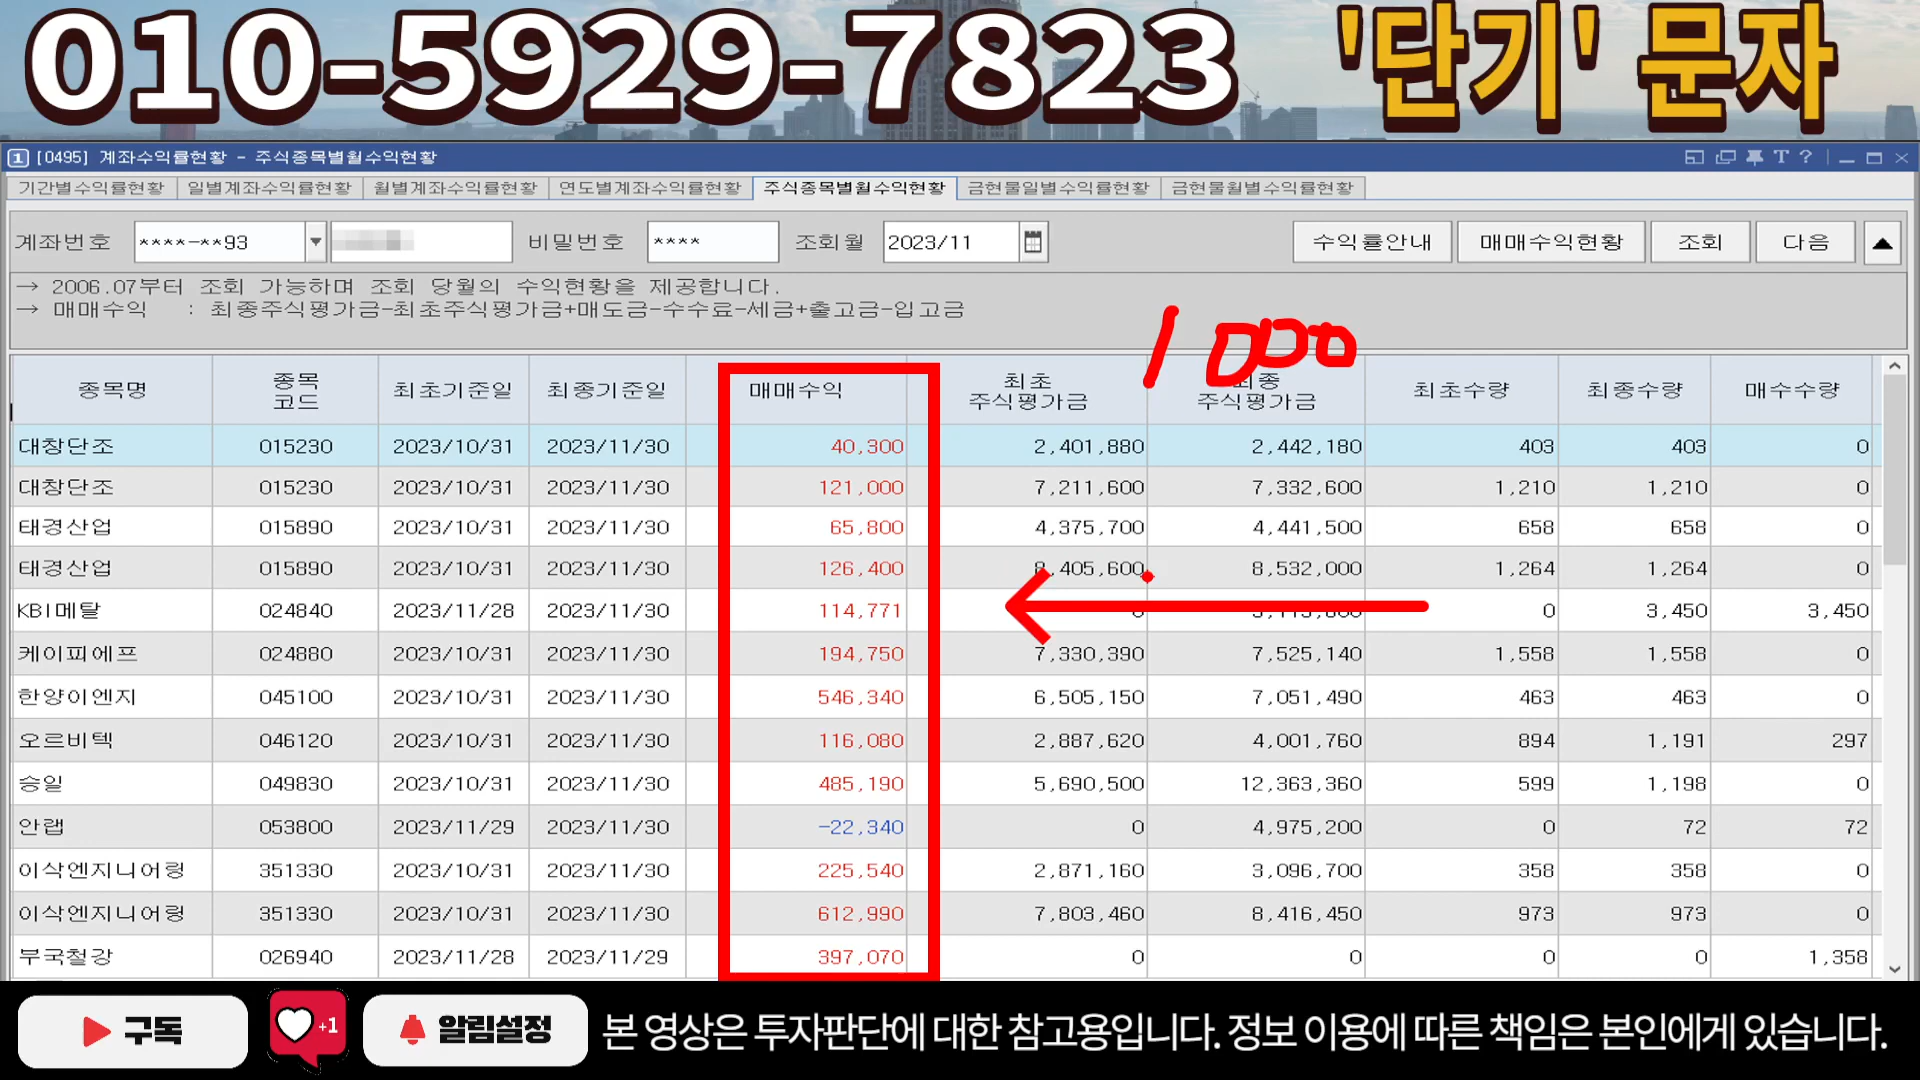 010-5929-7823 '단기' 문자
1 [0495] 계좌수익률현황 - 주식종목별월수익현황
기간별수익률현황 일별계좌수익률현황 월별계좌수익률현황 연도별계좌수익률현황 주식종목별월수익현황 금현물일별수익률현황 금현물월별수익률현황
계좌번호 ****-**93 비밀번호 **** 조회월 2023/11 수익률안내 매매수익현황 조회 다음
→ 2006.07부터 조회 가능하며 조회 당월의 수익현황을 제공합니다.
→ 매매수익 : 최종주식평가금-최초주식평가금+매도금-수수료-세금+출고금-입고금
1000
종목명 종목 코드 최초기준일 최종기준일 매매수익 최초 주식평가금 최종 주식평가금 최초수량 최종수량 매수수량
대창단조 015230 2023/10/31 2023/11/30 40,300 2,401,880 2,442,180 403 403 0
대창단조 015230 2023/10/31 2023/11/30 121,000 7,211,600 7,332,600 1,210 1,210 0
태경산업 015890 2023/10/31 2023/11/30 65,800 4,375,700 4,441,500 658 658 0
태경산업 015890 2023/10/31 2023/11/30 126,400 8,405,600 8,532,000 1,264 1,264 0
KBI메탈 024840 2023/11/28 2023/11/30 114,771 0 0 3,450 3,450
케이피에프 024880 2023/10/31 2023/11/30 194,750 7,330,390 7,525,140 1,558 1,558 0
한양이엔지 045100 2023/10/31 2023/11/30 546,340 6,505,150 7,051,490 463 463 0
오르비텍 046120 2023/10/31 2023/11/30 116,080 2,887,620 4,001,760 894 1,191 297
승일 049830 2023/10/31 2023/11/30 485,190 5,690,500 12,363,360 599 1,198 0
안랩 053800 2023/11/29 2023/11/30 -22,340 0 4,975,200 0 72 72
이삭엔지니어링 351330 2023/10/31 2023/11/30 225,540 2,871,160 3,096,700 358 358 0
이삭엔지니어링 351330 2023/10/31 2023/11/30 612,990 7,803,460 8,416,450 973 973 0
부국철강 026940 2023/11/28 2023/11/29 397,070 0 0 0 0 1,358
구독 +1 알림설정 본 영상은 투자판단에 대한 참고용입니다. 정보 이용에 따른 책임은 본인에게 있습니다.